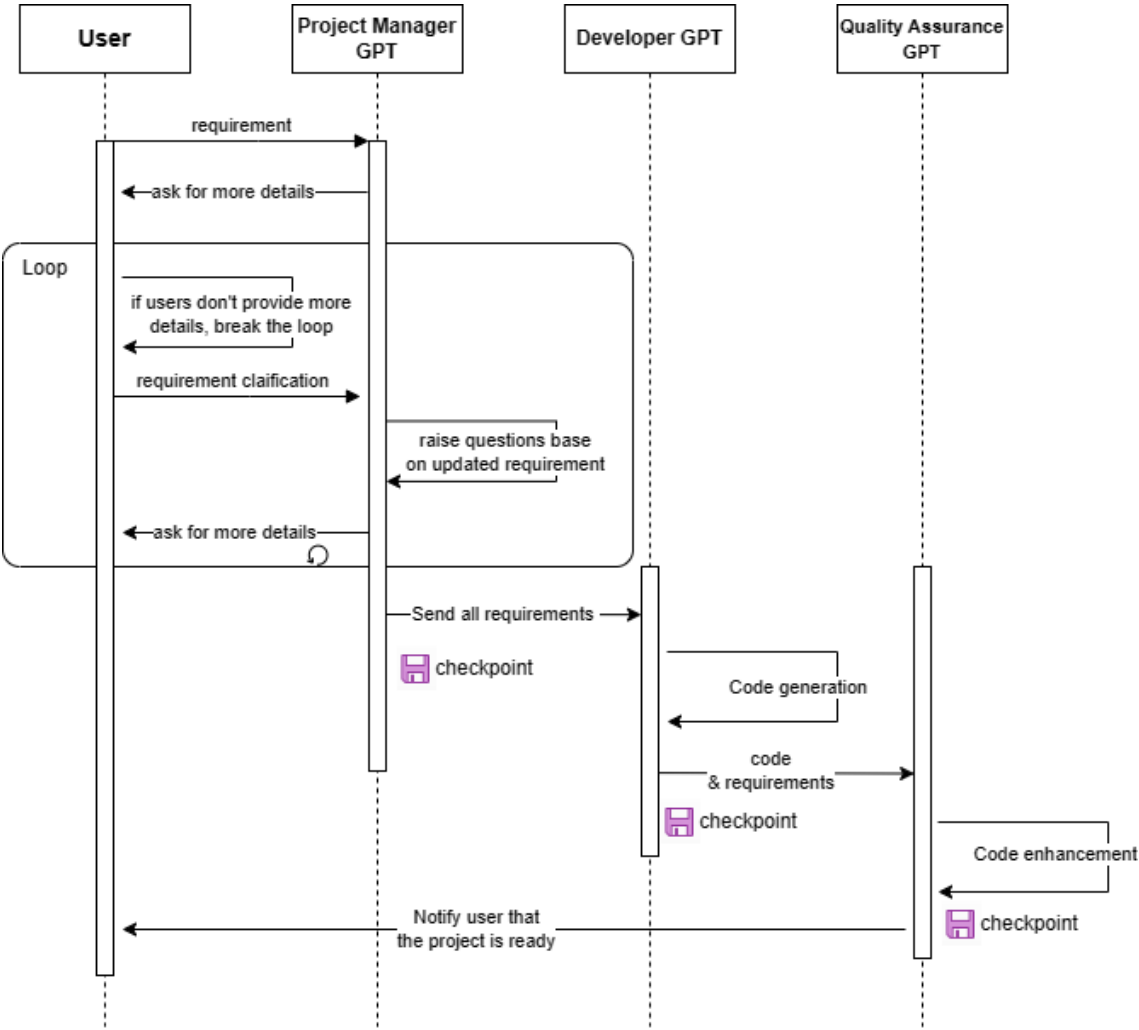 User
Project Manager
GPT
Developer GPT
Quality Assurance
GPT
requirement
ask for more details
Loop
if users don't provide more
details, break the loop
requirement claification
raise questions base
on updated requirement
ask for more details
Send all requirements
checkpoint
Code generation
code
& requirements
checkpoint
Code enhancement
Notify user that
the project is ready
checkpoint